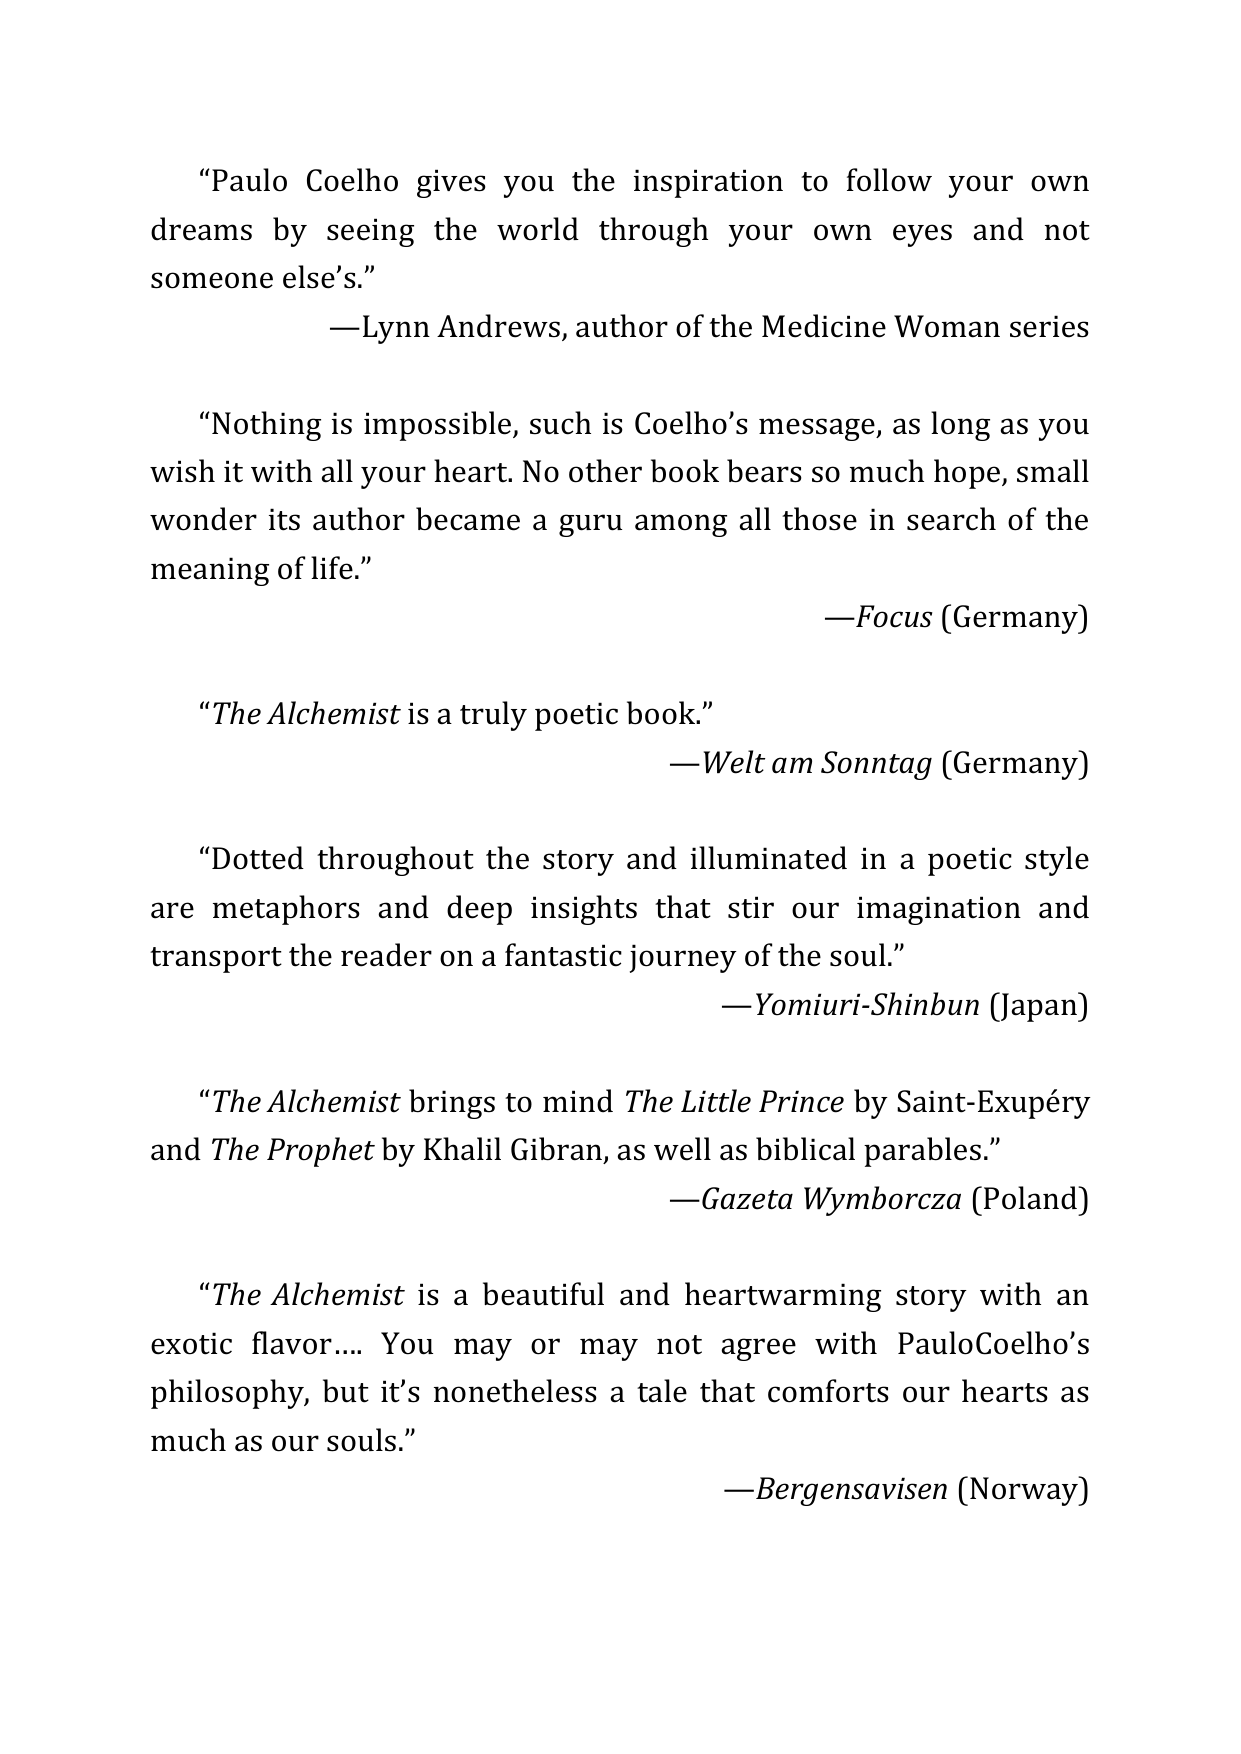 “Paulo Coelho gives you the inspiration to follow your own
dreams by seeing the world through your own eyes and not
someone else’s.”
—Lynn Andrews, author of the Medicine Woman series
“Nothing is impossible, such is Coelho’s message, as long as you
wish it with all your heart. No other book bears so much hope, small
wonder its author became a guru among all those in search of the
meaning of life.”
—Focus (Germany)
“The Alchemist is a truly poetic book.”
—Welt am Sonntag (Germany)
“Dotted throughout the story and illuminated in a poetic style
are metaphors and deep insights that stir our imagination and
transport the reader on a fantastic journey of the soul.”
—Yomiuri-Shinbun (Japan)
“The Alchemist brings to mind The Little Prince by Saint-Exupéry
and The Prophet by Khalil Gibran, as well as biblical parables.”
—Gazeta Wymborcza (Poland)
“The Alchemist is a beautiful and heartwarming story with an
exotic flavor…. You may or may not agree with PauloCoelho’s
philosophy, but it’s nonetheless a tale that comforts our hearts as
much as our souls.”
—Bergensavisen (Norway)